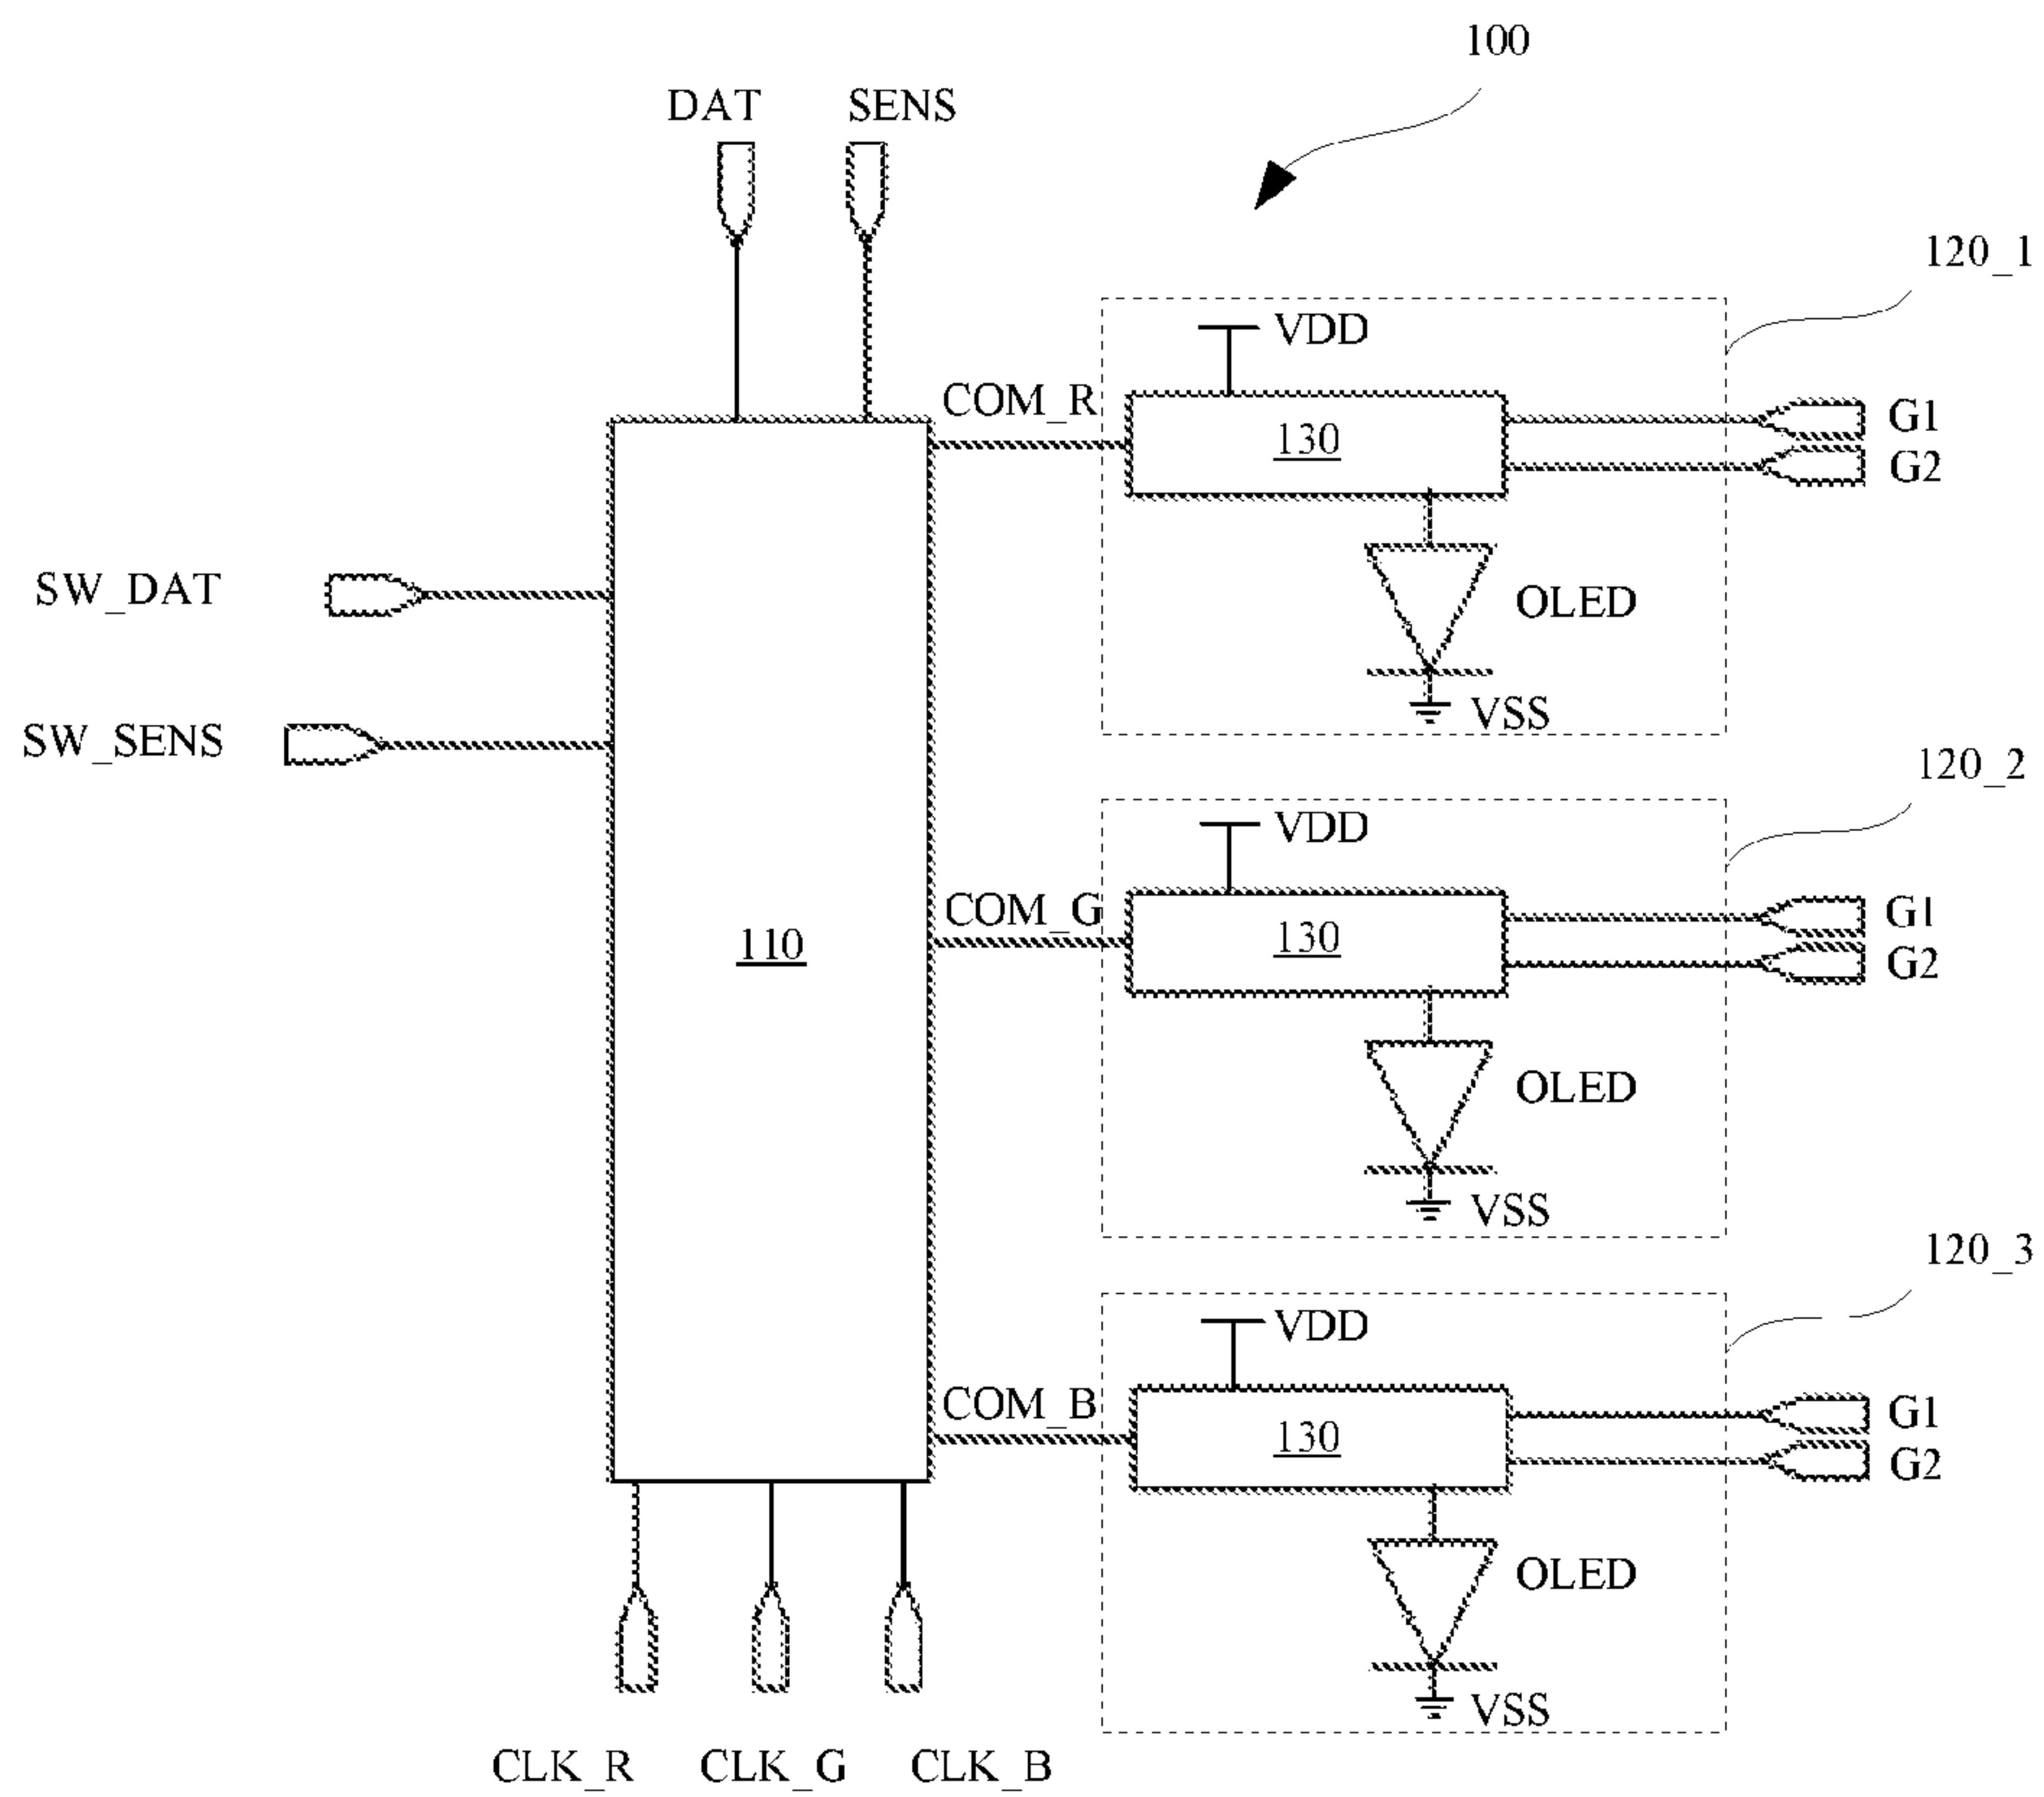 100
DAT SENS
120_1
VDD
COM_R
130
G1
G2
SW_DAT
OLED
SW_SENS
VSS
120_2
VDD
COM_G
130
G1
G2
110
OLED
VSS
120_3
VDD
COM_B
130
G1
G2
OLED
VSS
CLK_R CLK_G CLK_B